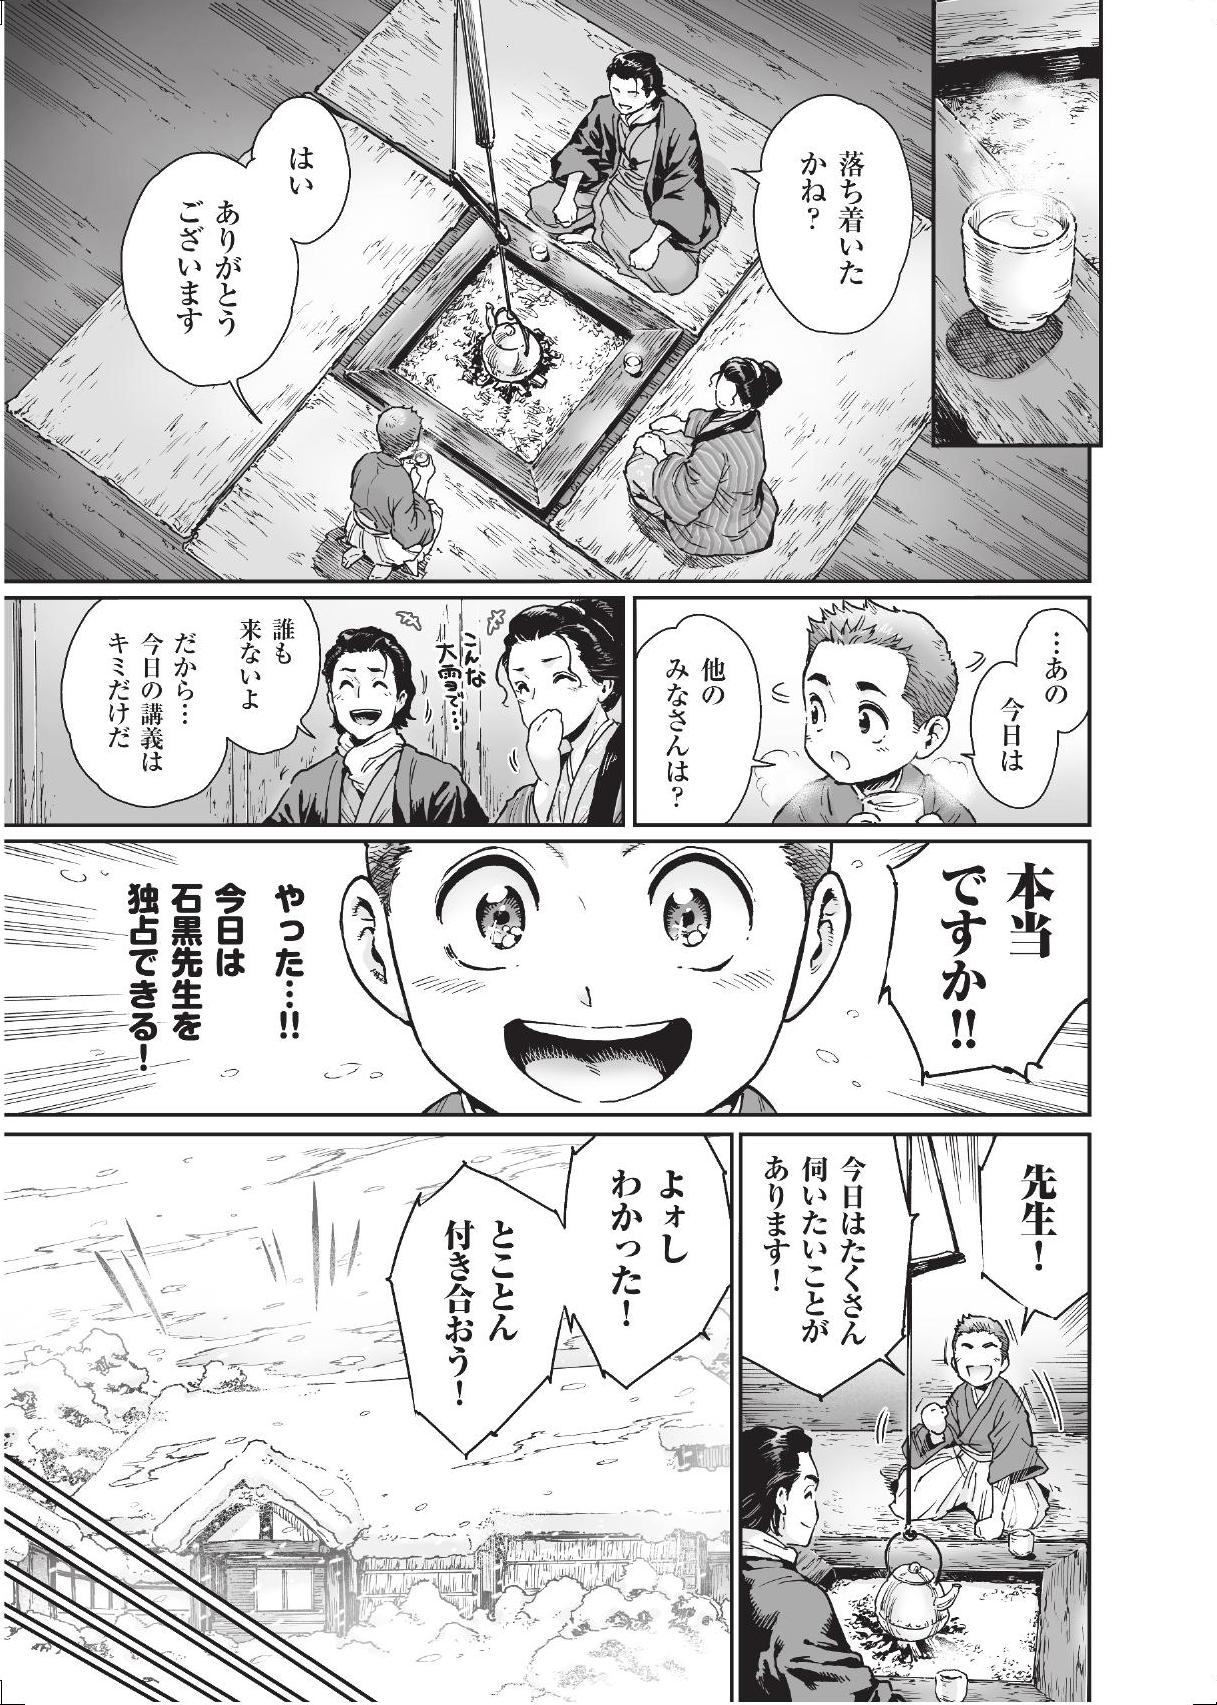 落ち着いた
かね？
はい
ありがとう
ございます
…あの
今日は
他の
みなさんは？
こんな
大雪で…
誰も
来ないよ
だから…
今日の講義は
キミだけだ
本当
ですか!!
やった…!!
今日は
石黒先生を
独占できる！
先生！
今日はたくさん
伺いたいことが
あります！
よォし
わかった！
とことん
付き合おう！